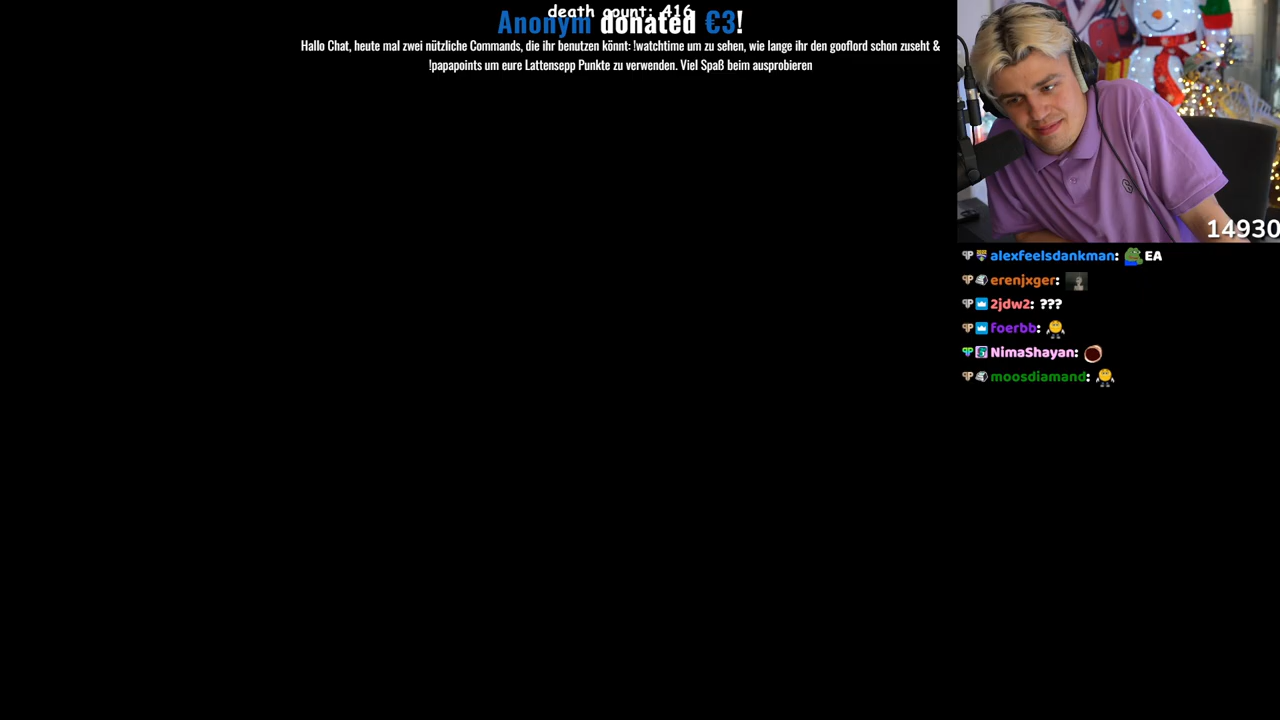 death count: 416
Anonym donated €3!
Hallo Chat, heute mal zwei nützliche Commands, die ihr benutzen könnt: !watchtime um zu sehen, wie lange ihr den gooflord schon zuseht &
!papapoints um eure Lattensepp Punkte zu verwenden. Viel Spaß beim ausprobieren
14930
alexfeelsdankman: EA
erenjxger:
2jdw2: ???
foerbb:
NimaShayan:
moosdiamand: